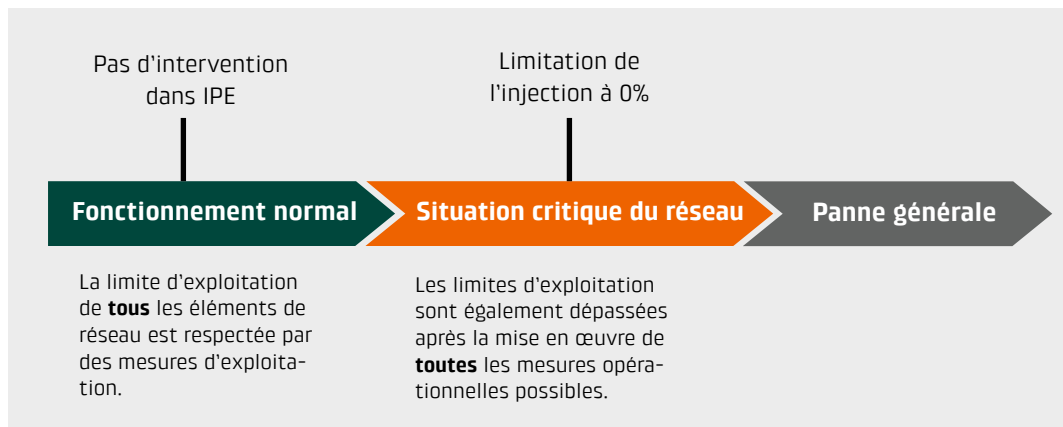 Pas d'intervention
dans IPE
Limitation de
l'injection à 0%
Fonctionnement normal
Situation critique du réseau
Panne générale
La limite d'exploitation
de tous les éléments de
réseau est respectée par
des mesures d'exploita-
tion.
Les limites d'exploitation
sont également dépassées
après la mise en œuvre de
toutes les mesures opéra-
tionnelles possibles.